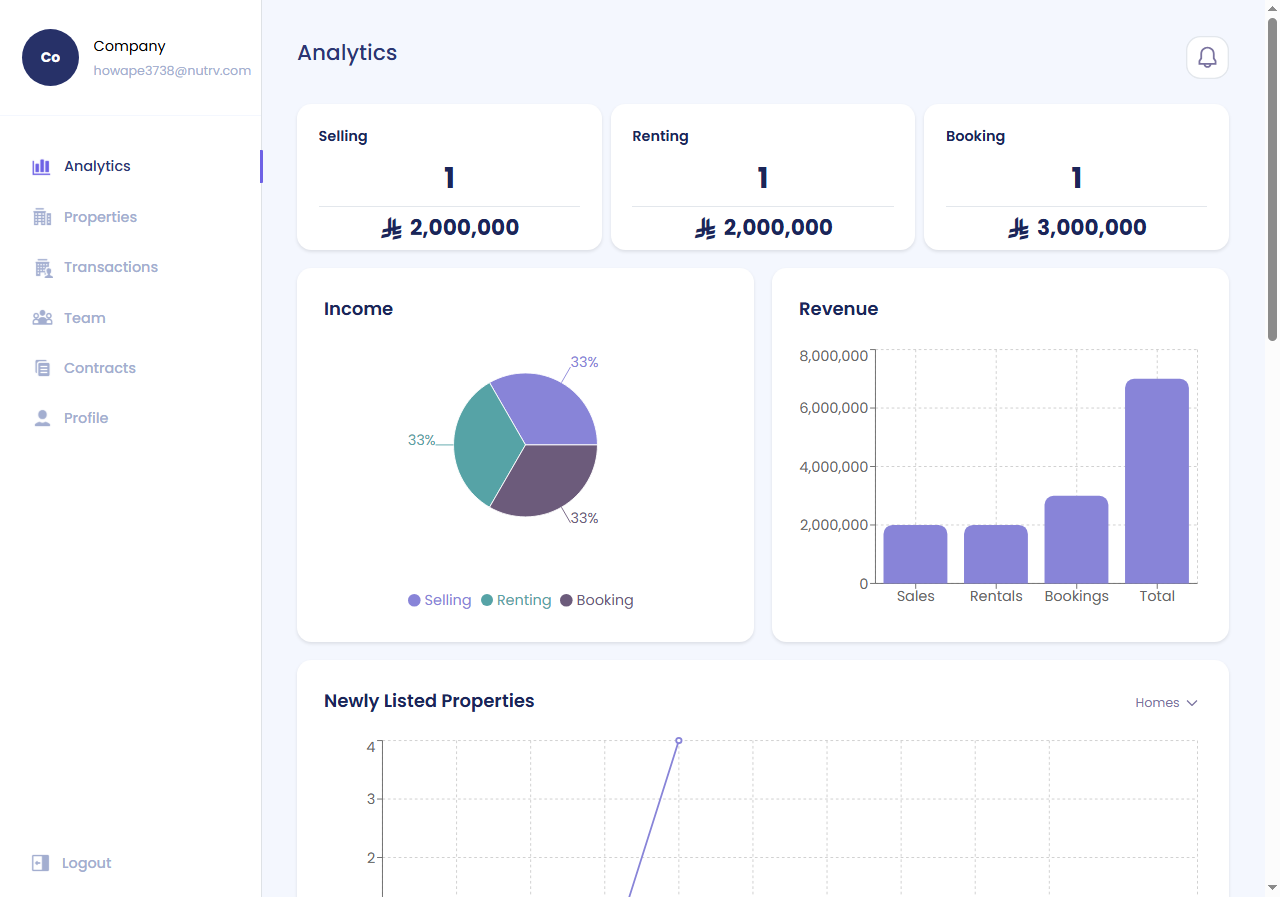 Co
Company
howape3738@nutrv.com
Analytics
Properties
Transactions
Team
Contracts
Profile
Logout
Analytics
Selling
1
2,000,000
Renting
1
2,000,000
Booking
1
3,000,000
Income
33%
33%
33%
Selling Renting Booking
Revenue
8,000,000
6,000,000
4,000,000
2,000,000
0
Sales Rentals Bookings Total
Newly Listed Properties
Homes
4
3
2